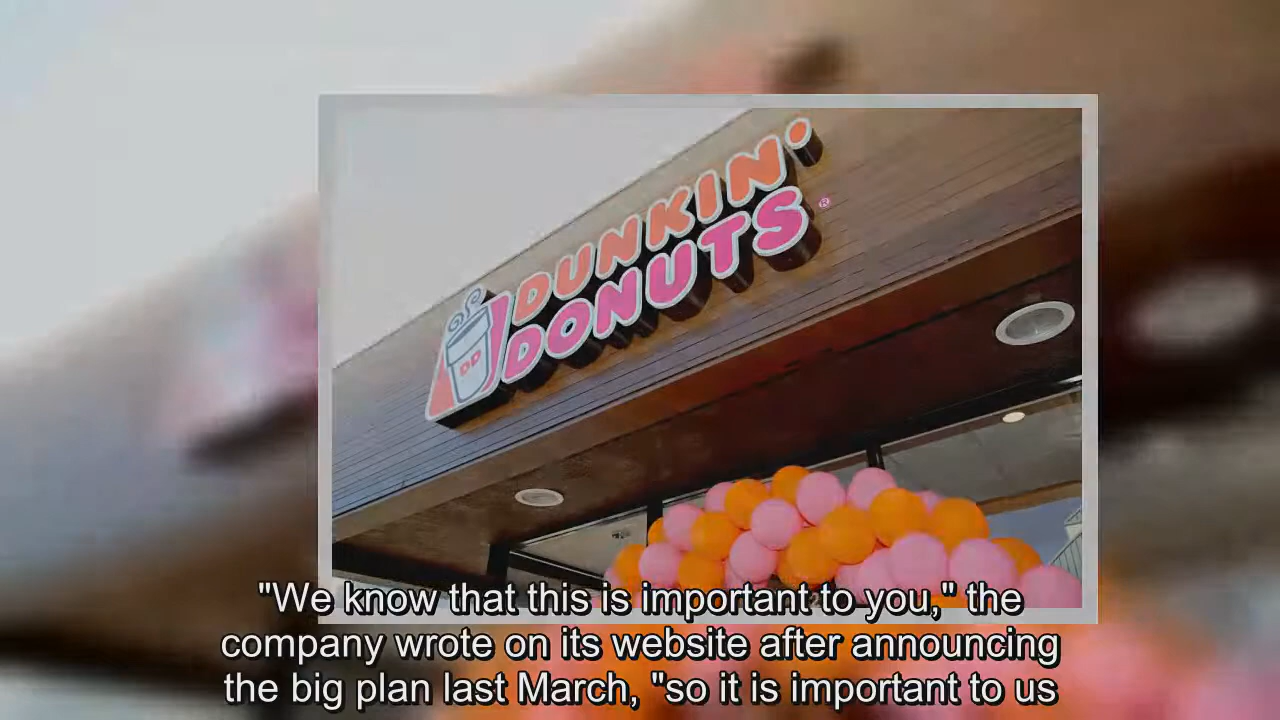 DUNKIN'
DONUTS ®
DD
"We know that this is important to you," the
company wrote on its website after announcing
the big plan last March, "so it is important to us